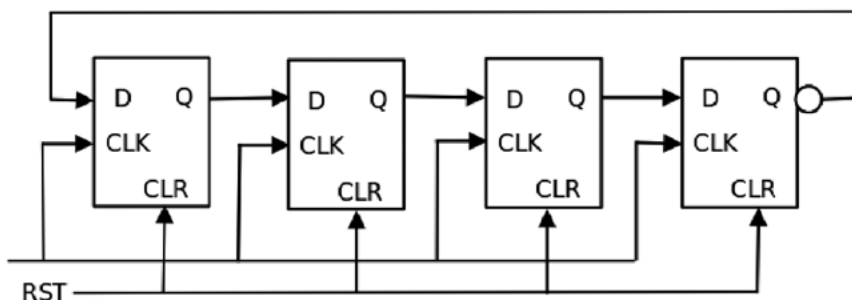 D Q D Q D Q D Q
CLK CLK CLK CLK
CLR CLR CLR CLR
RST